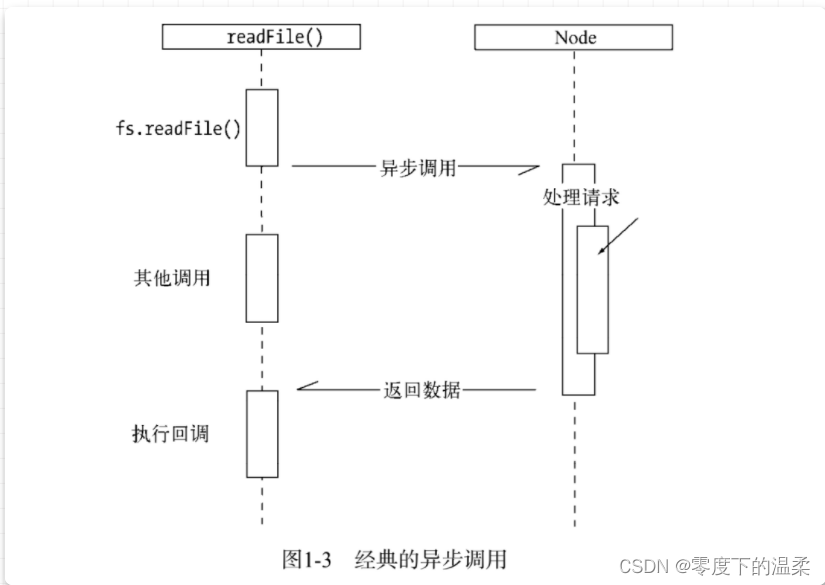 readFile()
Node
fs.readFile()
异步调用
处理请求
其他调用
返回数据
执行回调
图1-3 经典的异步调用
CSDN @零度下的温柔